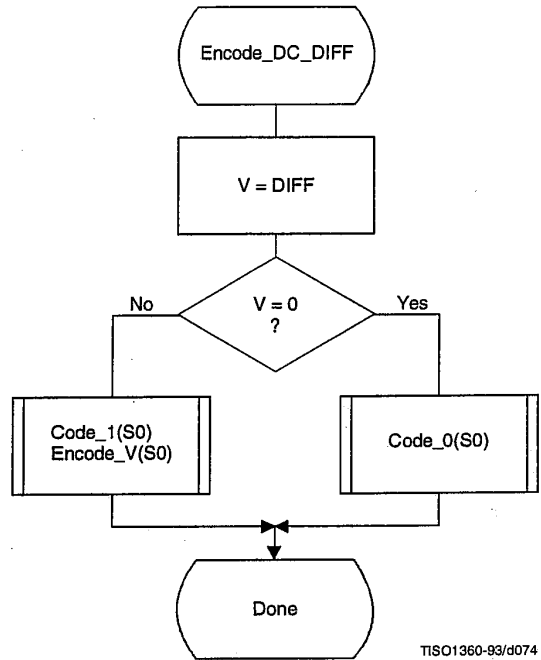 Encode_DC_DIFF
V = DIFF
V = 0
?
No
Yes
Code_1(S0)
Encode_V(S0)
Code_0(S0)
Done
TISO1360-93/d074